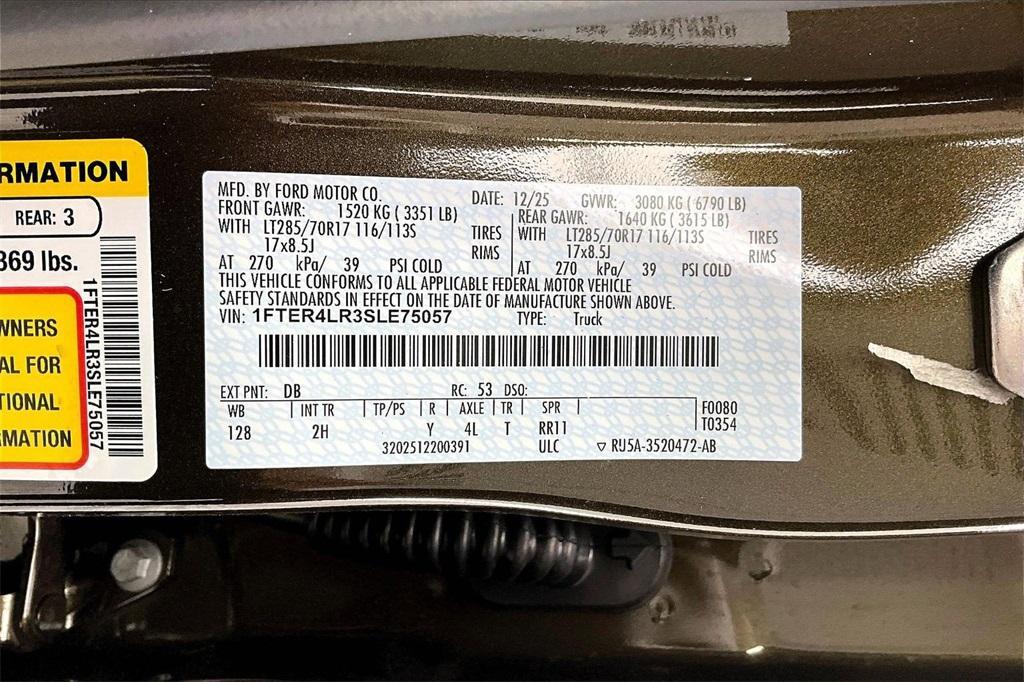 RMATION
REAR: 3
369 lbs.
WNERS
AL FOR
TIONAL
RMATION
1FTER4LR3SLE75057
MFD. BY FORD MOTOR CO. DATE: 12/25 GVWR: 3080 KG ( 6790 LB)
FRONT GAWR: 1520 KG ( 3351 LB) REAR GAWR: 1640 KG ( 3615 LB)
WITH LT285/70R17 116/113S TIRES WITH LT285/70R17 116/113S TIRES
17x8.5J RIMS 17x8.5J RIMS
AT 270 kPa/ 39 PSI COLD AT 270 kPa/ 39 PSI COLD
THIS VEHICLE CONFORMS TO ALL APPLICABLE FEDERAL MOTOR VEHICLE
SAFETY STANDARDS IN EFFECT ON THE DATE OF MANUFACTURE SHOWN ABOVE.
VIN: 1FTER4LR3SLE75057 TYPE: Truck
EXT PNT: DB RC: 53 DSO:
WB INT TR TP/PS R AXLE TR SPR F0080
128 2H Y 4L T RR11 T0354
3202512200391 ULC RU5A-3520472-AB